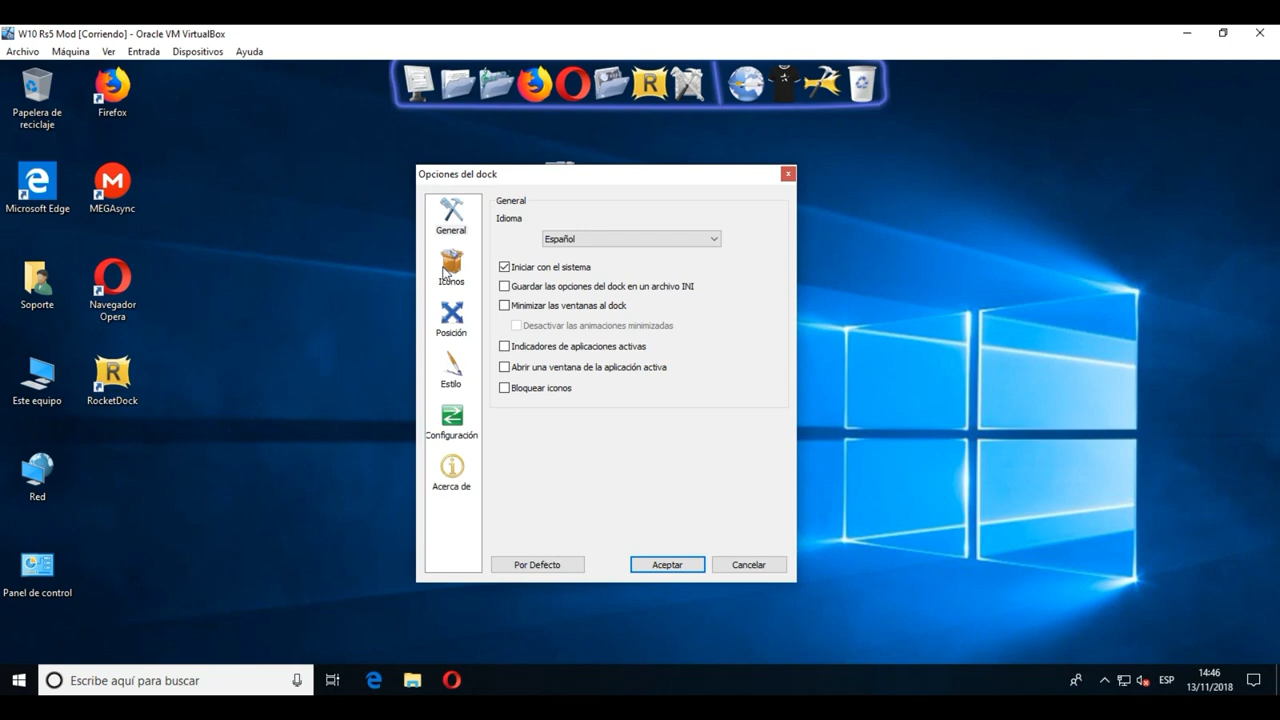 W10 Rs5 Mod [Corriendo] - Oracle VM VirtualBox
Archivo Máquina Ver Entrada Dispositivos Ayuda
Papelera de
reciclaje
Firefox
Microsoft Edge
MEGAsync
Soporte
Navegador
Opera
Este equipo
RocketDock
Red
Panel de control
Opciones del dock
General
Iconos
Posición
Estilo
Configuración
Acerca de
General
Idioma
Español
Iniciar con el sistema
Guardar las opciones del dock en un archivo INI
Minimizar las ventanas al dock
Desactivar las animaciones minimizadas
Indicadores de aplicaciones activas
Abrir una ventana de la aplicación activa
Bloquear iconos
Por Defecto Aceptar Cancelar
Escribe aquí para buscar
ESP
14:46
13/11/2018